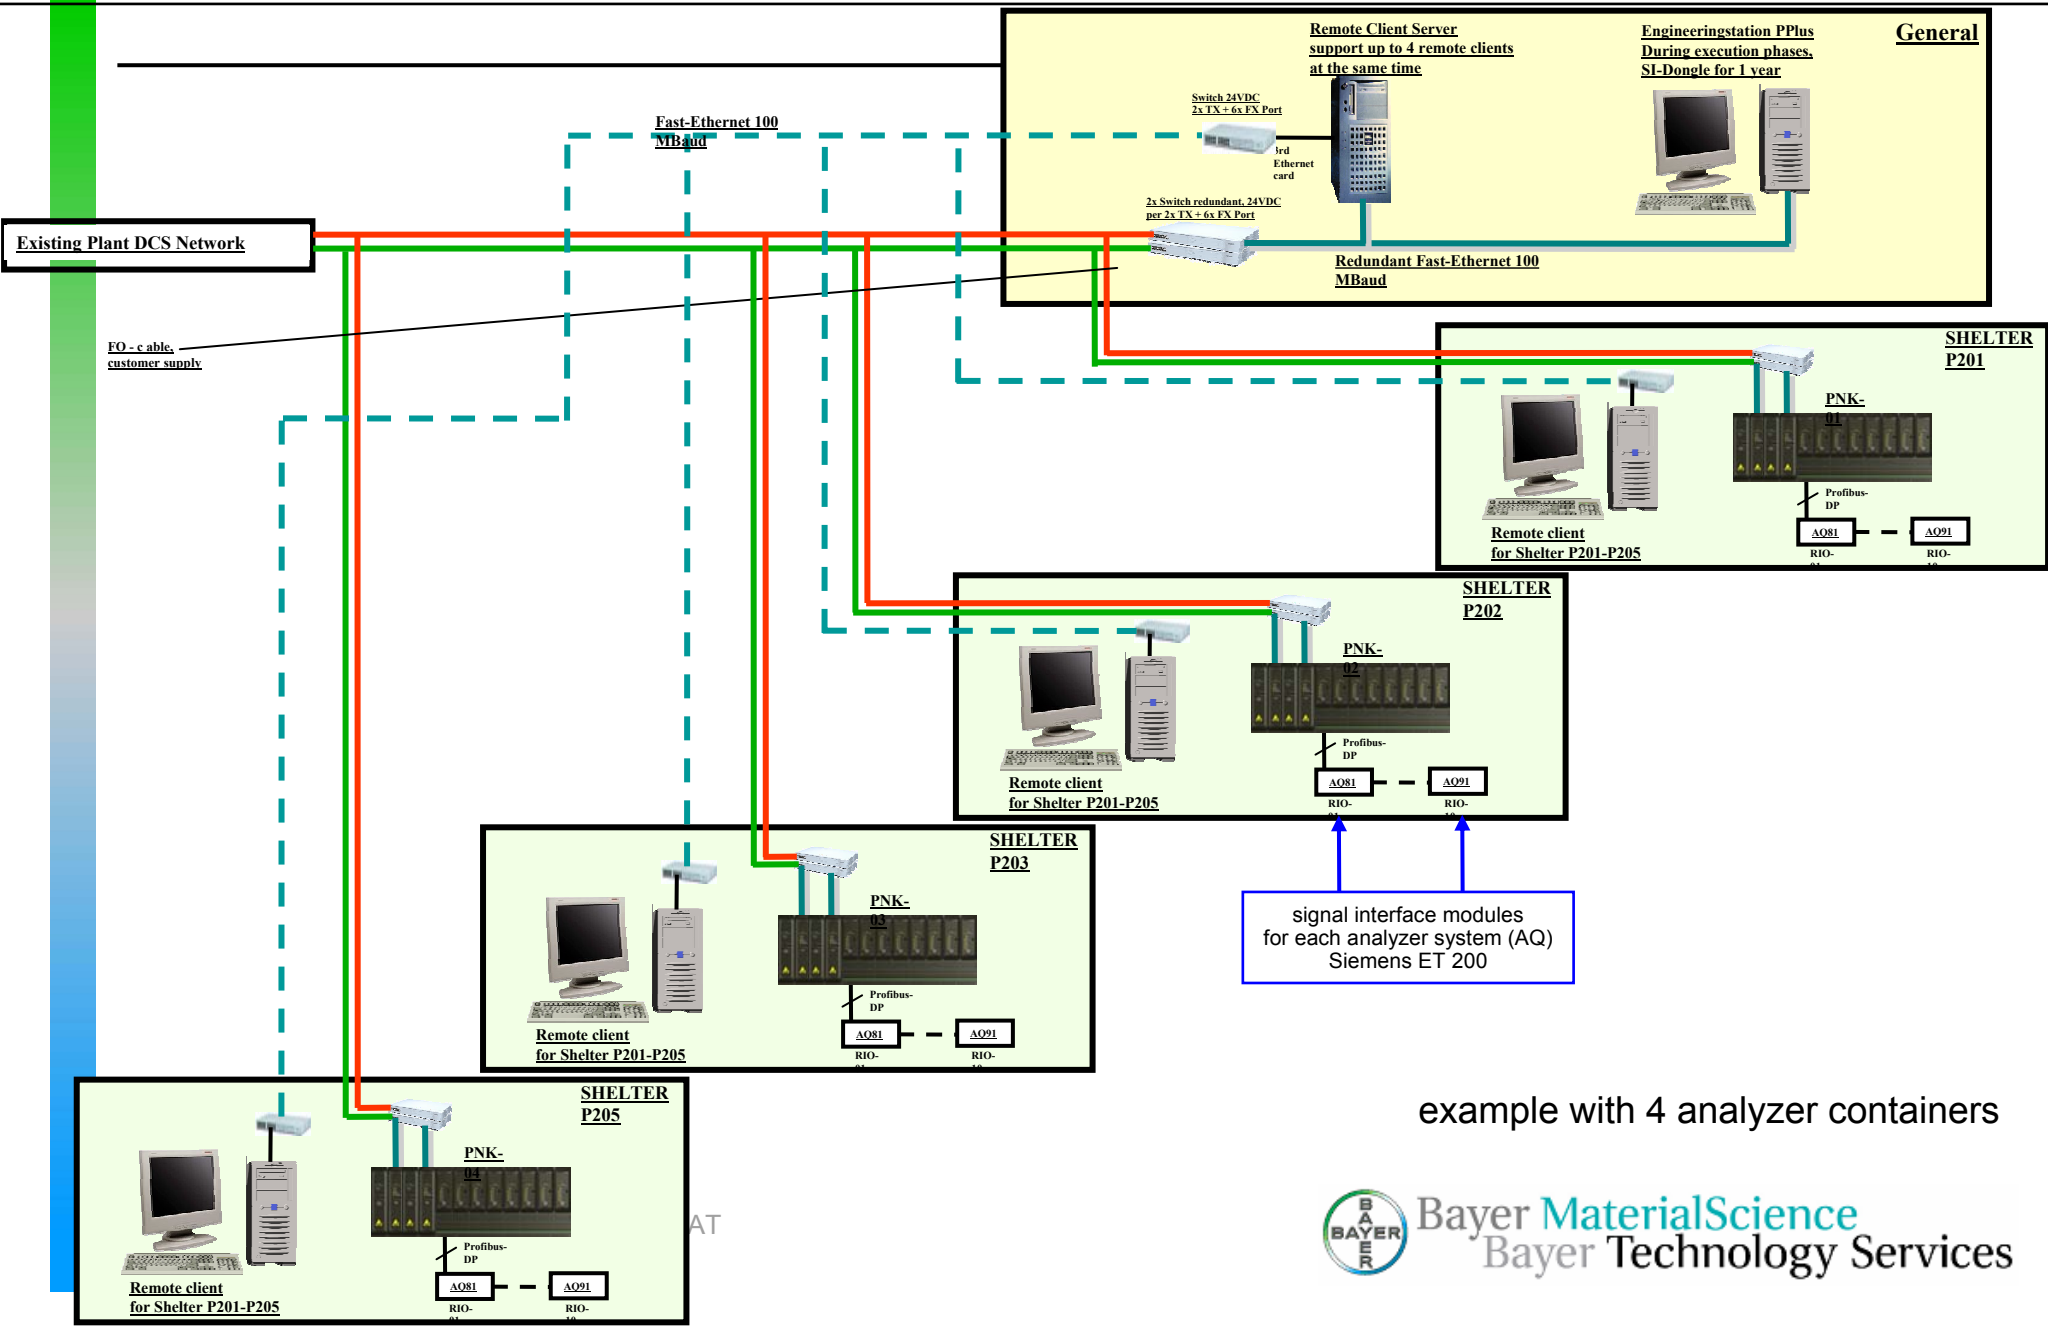 General
Remote Client Server
support up to 4 remote clients
at the same time
Engineeringstation PPlus
During execution phases,
SI-Dongle for 1 year
Switch 24VDC
2x TX + 6x FX Port
Fast-Ethernet 100
MBaud
3rd
Ethernet
card
2x Switch redundant, 24VDC
per 2x TX + 6x FX Port
Existing Plant DCS Network
Redundant Fast-Ethernet 100
MBaud
FO - c able,
customer supply
SHELTER
P201
PNK-
01
Profibus-
DP
AQ81
AQ91
RIO-
RIO-
Remote client
for Shelter P201-P205
SHELTER
P202
PNK-
02
Profibus-
DP
AQ81
AQ91
RIO-
RIO-
Remote client
for Shelter P201-P205
SHELTER
P203
PNK-
03
Profibus-
DP
AQ81
AQ91
RIO-
RIO-
Remote client
for Shelter P201-P205
signal interface modules
for each analyzer system (AQ)
Siemens ET 200
SHELTER
P205
PNK-
04
Profibus-
DP
AQ81
AQ91
RIO-
RIO-
Remote client
for Shelter P201-P205
AT
example with 4 analyzer containers
BAYER
BAYER
Bayer MaterialScience
Bayer Technology Services